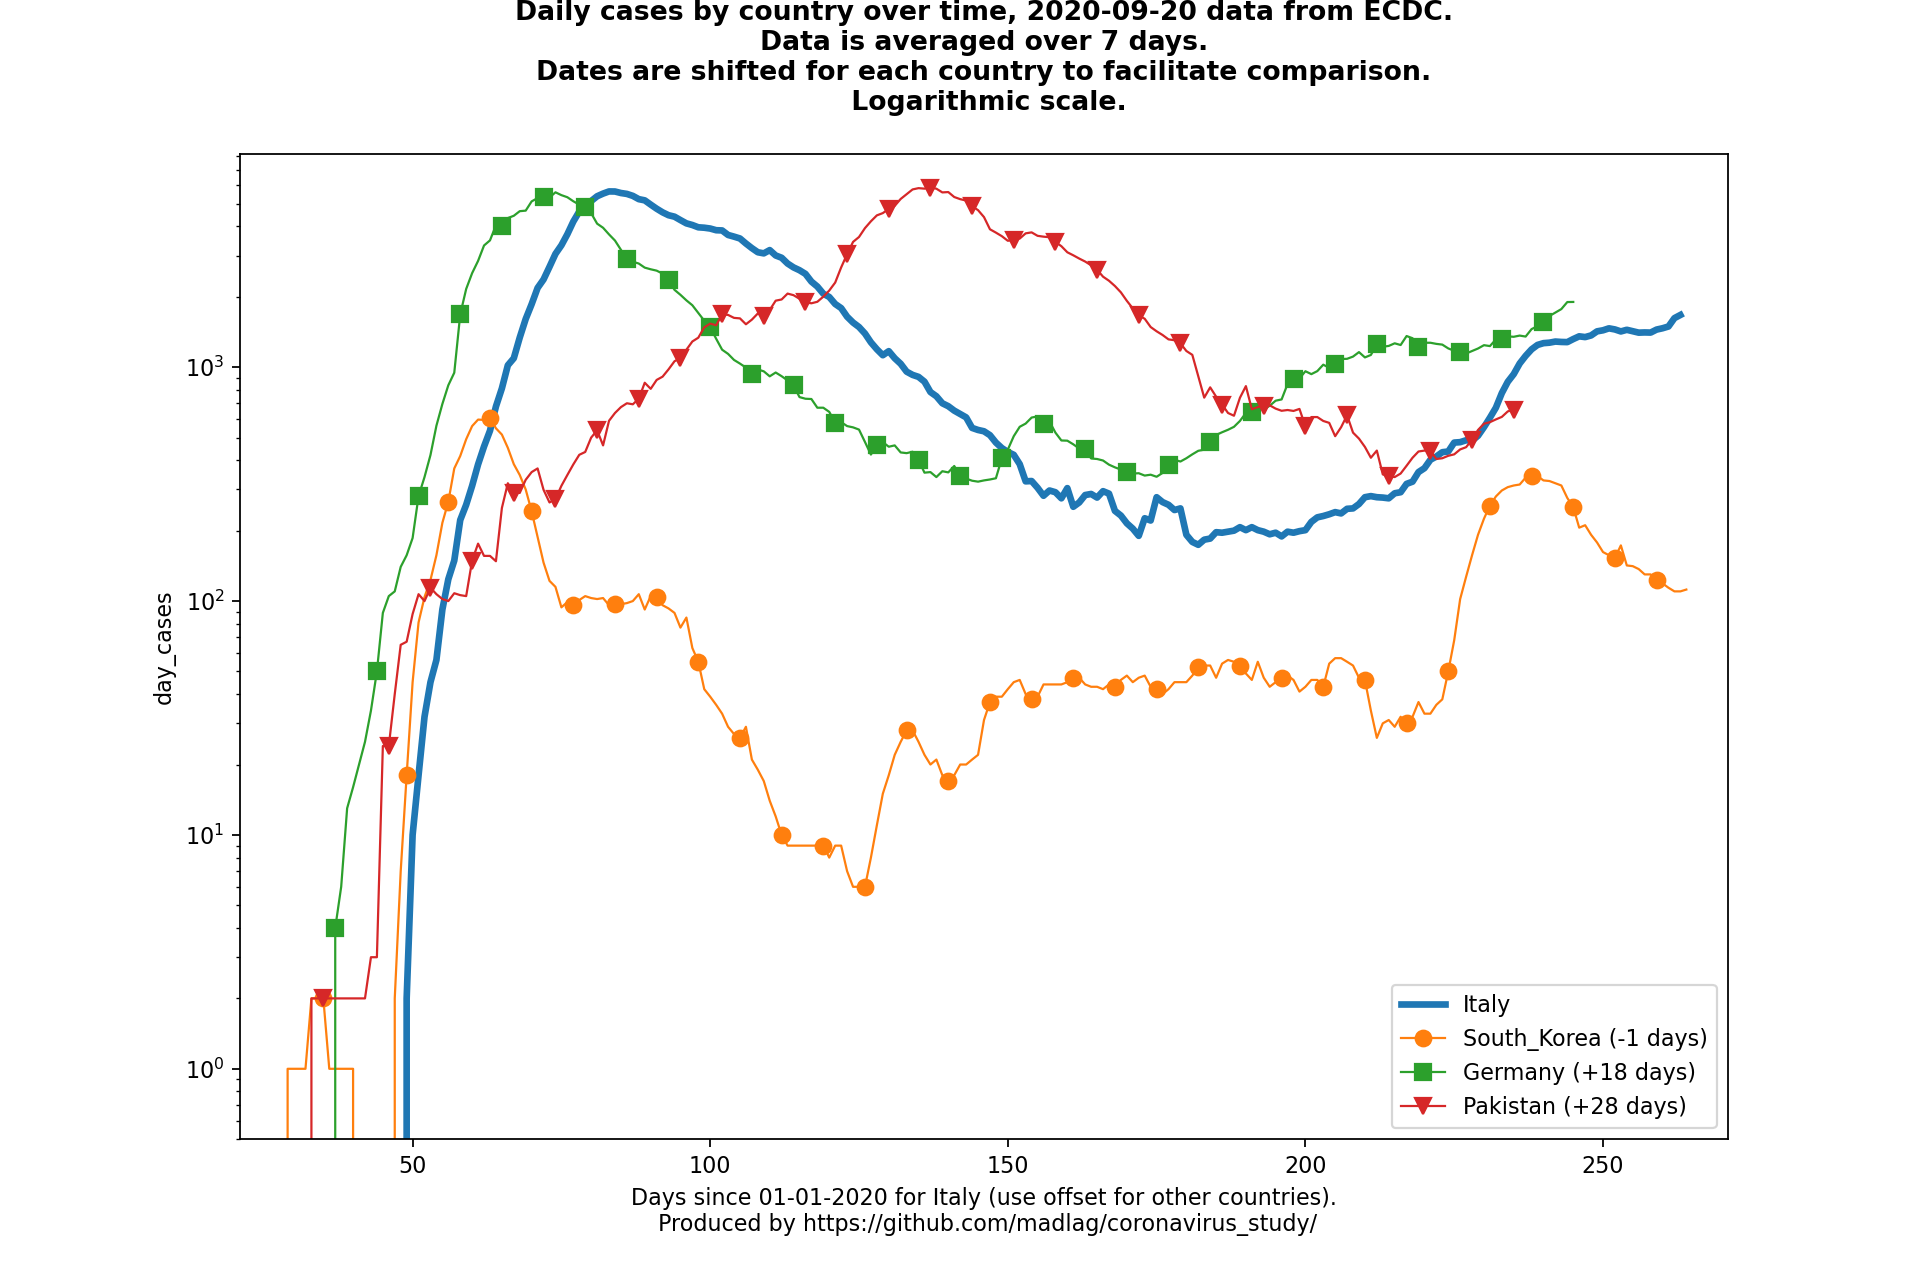 Daily cases by country over time, 2020-09-20 data from ECDC.
Data is averaged over 7 days.
Dates are shifted for each country to facilitate comparison.
Logarithmic scale.
10³
10²
10¹
10⁰
day_cases
Italy
South_Korea (-1 days)
Germany (+18 days)
Pakistan (+28 days)
50 100 150 200 250
Days since 01-01-2020 for Italy (use offset for other countries).
Produced by https://github.com/madlag/coronavirus_study/